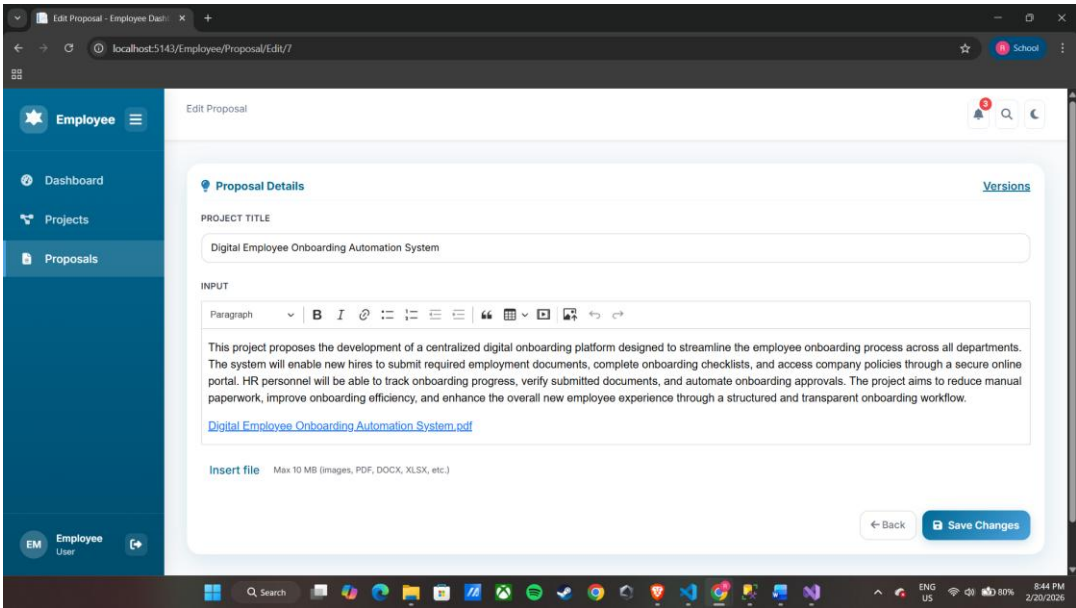 Edit Proposal - Employee Dash
localhost:5143/Employee/Proposal/Edit/7
School
Employee
Edit Proposal
3
Dashboard
Projects
Proposals
Proposal Details
Versions
PROJECT TITLE
Digital Employee Onboarding Automation System
INPUT
Paragraph
This project proposes the development of a centralized digital onboarding platform designed to streamline the employee onboarding process across all departments.
The system will enable new hires to submit required employment documents, complete onboarding checklists, and access company policies through a secure online
portal. HR personnel will be able to track onboarding progress, verify submitted documents, and automate onboarding approvals. The project aims to reduce manual
paperwork, improve onboarding efficiency, and enhance the overall new employee experience through a structured and transparent onboarding workflow.
Digital Employee Onboarding Automation System.pdf
Insert file Max 10 MB (images, PDF, DOCX, XLSX, etc.)
Back
Save Changes
EM
Employee
User
Search
ENG
US
80%
8:44 PM
2/20/2026